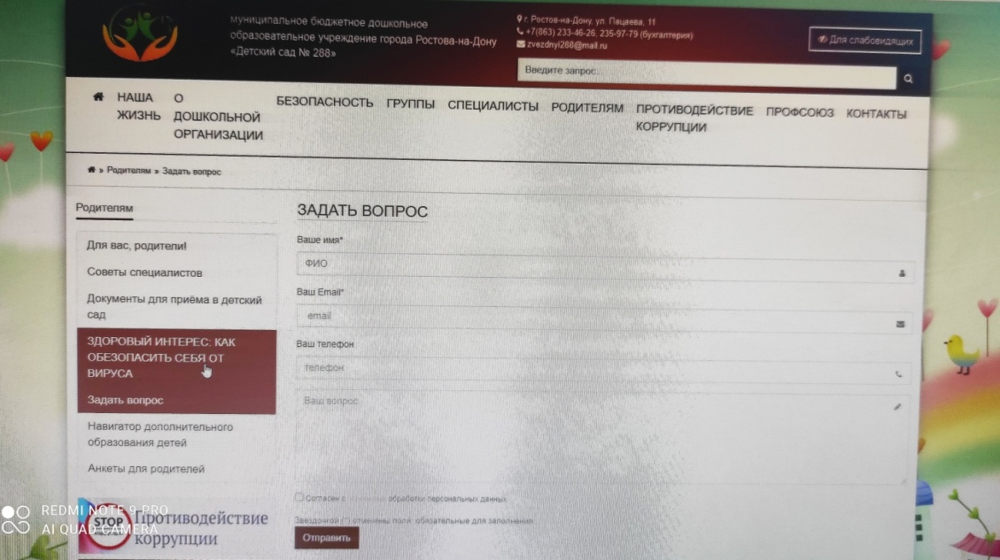 муниципальное бюджетное дошкольное
образовательное учреждение города Ростова-на-Дону
«Детский сад № 288»
г. Ростов-на-Дону, ул. Пацаева, 11
+7(863) 233-46-26, 235-97-79 (бухгалтерия)
zvezdnyi288@mail.ru
Для слабовидящих
Введите запрос...
НАША
ЖИЗНЬ
О
ДОШКОЛЬНОЙ
ОРГАНИЗАЦИИ
БЕЗОПАСНОСТЬ
ГРУППЫ
СПЕЦИАЛИСТЫ
РОДИТЕЛЯМ
ПРОТИВОДЕЙСТВИЕ
КОРРУПЦИИ
ПРОФСОЮЗ
КОНТАКТЫ
» Родителям » Задать вопрос
Родителям
Для вас, родители!
Советы специалистов
Документы для приёма в детский
сад
ЗДОРОВЫЙ ИНТЕРЕС: КАК
ОБЕЗОПАСИТЬ СЕБЯ ОТ
ВИРУСА
Задать вопрос
Навигатор дополнительного
образования детей
Анкеты для родителей
STOP
Противодействие
коррупции
ЗАДАТЬ ВОПРОС
Ваше имя*
ФИО
Ваш Email*
email
Ваш телефон
телефон
Ваш вопрос
Согласен с обработки персональных данных
Звездочкой (*) отмечены поля, обязательные для заполнения
Отправить
REDMI NOTE 9 PRO
AI QUAD CAMERA